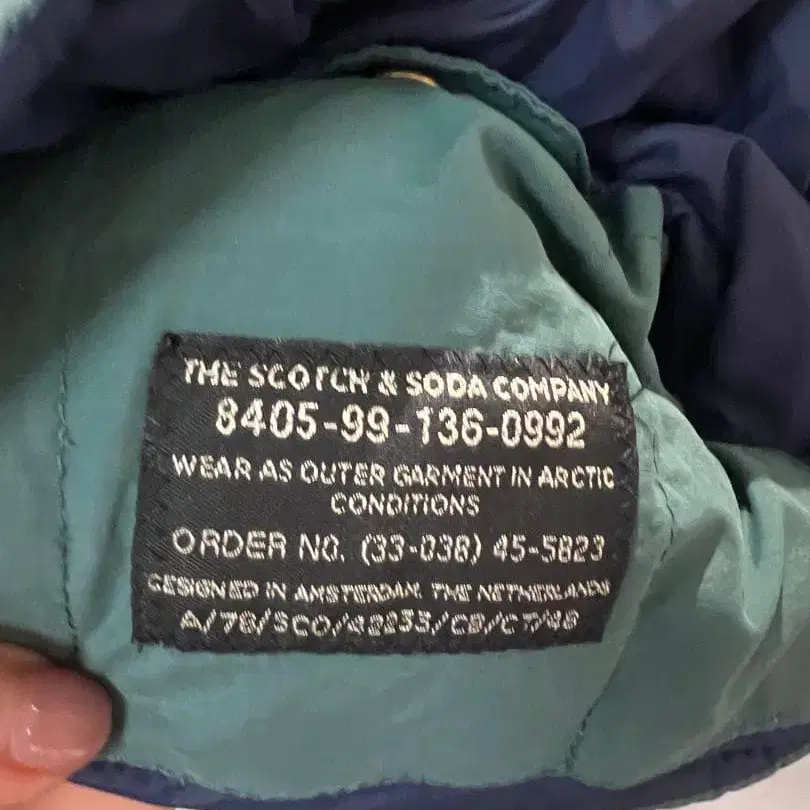 THE SCOTCH & SODA COMPANY
8405-99-136-0992
WEAR AS OUTER GARMENT IN ARCTIC
CONDITIONS
ORDER NO. (33-038) 45-5823
DESIGNED IN AMSTERDAM, THE NETHERLANDS